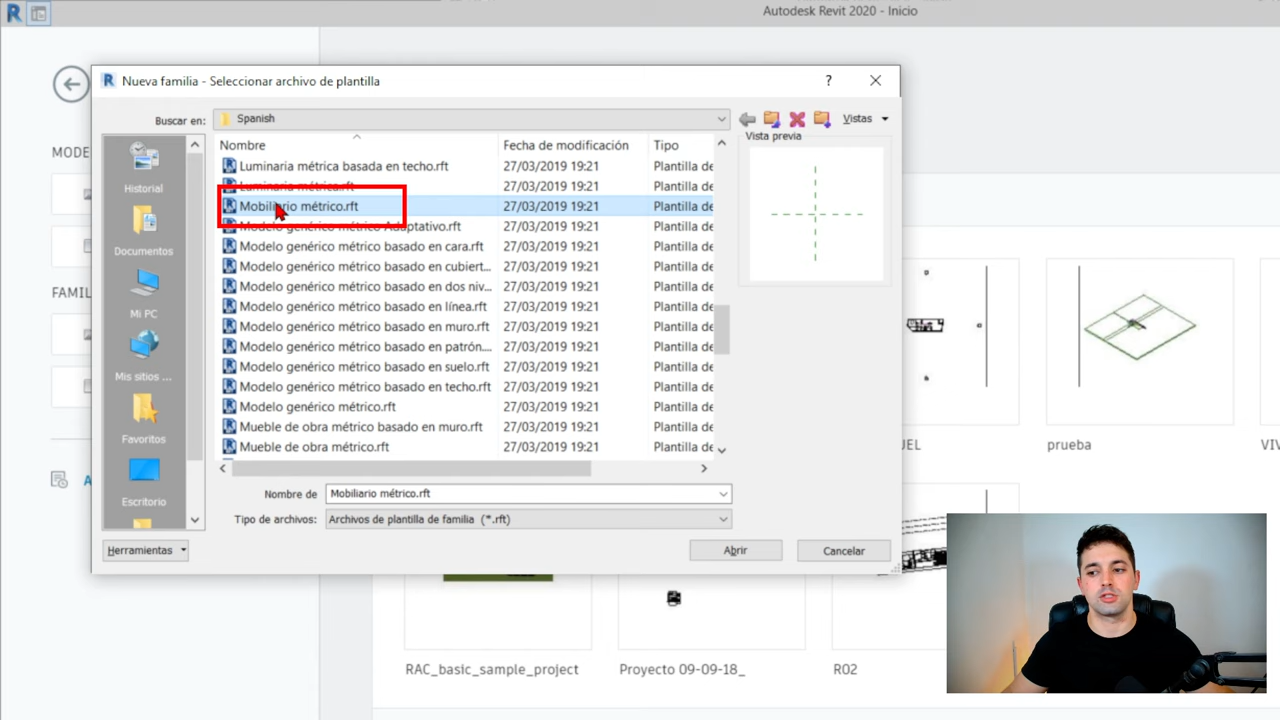 Autodesk Revit 2020 - Inicio
Nueva familia - Seleccionar archivo de plantilla
?
Buscar en:
Spanish
Vistas
Vista previa
MODE
FAMIL
A
Historial
Documentos
Mi PC
Mis sitios ...
Favoritos
Escritorio
Nombre Fecha de modificación Tipo
Luminaria métrica basada en techo.rft 27/03/2019 19:21 Plantilla de
Luminaria métrica.rft 27/03/2019 19:21 Plantilla de
Mobiliario métrico.rft 27/03/2019 19:21 Plantilla de
Modelo genérico métrico Adaptativo.rft 27/03/2019 19:21 Plantilla de
Modelo genérico métrico basado en cara.rft 27/03/2019 19:21 Plantilla de
Modelo genérico métrico basado en cubiert... 27/03/2019 19:21 Plantilla de
Modelo genérico métrico basado en dos niv... 27/03/2019 19:21 Plantilla de
Modelo genérico métrico basado en línea.rft 27/03/2019 19:21 Plantilla de
Modelo genérico métrico basado en muro.rft 27/03/2019 19:21 Plantilla de
Modelo genérico métrico basado en patrón... 27/03/2019 19:21 Plantilla de
Modelo genérico métrico basado en suelo.rft 27/03/2019 19:21 Plantilla de
Modelo genérico métrico basado en techo.rft 27/03/2019 19:21 Plantilla de
Modelo genérico métrico.rft 27/03/2019 19:21 Plantilla de
Mueble de obra métrico basado en muro.rft 27/03/2019 19:21 Plantilla de
Mueble de obra métrico.rft 27/03/2019 19:21 Plantilla de
Nombre de Mobiliario métrico.rft
Tipo de archivos: Archivos de plantilla de familia (*.rft)
Herramientas
Abrir
Cancelar
UEL
prueba
VIV
RAC_basic_sample_project
Proyecto 09-09-18_
R02